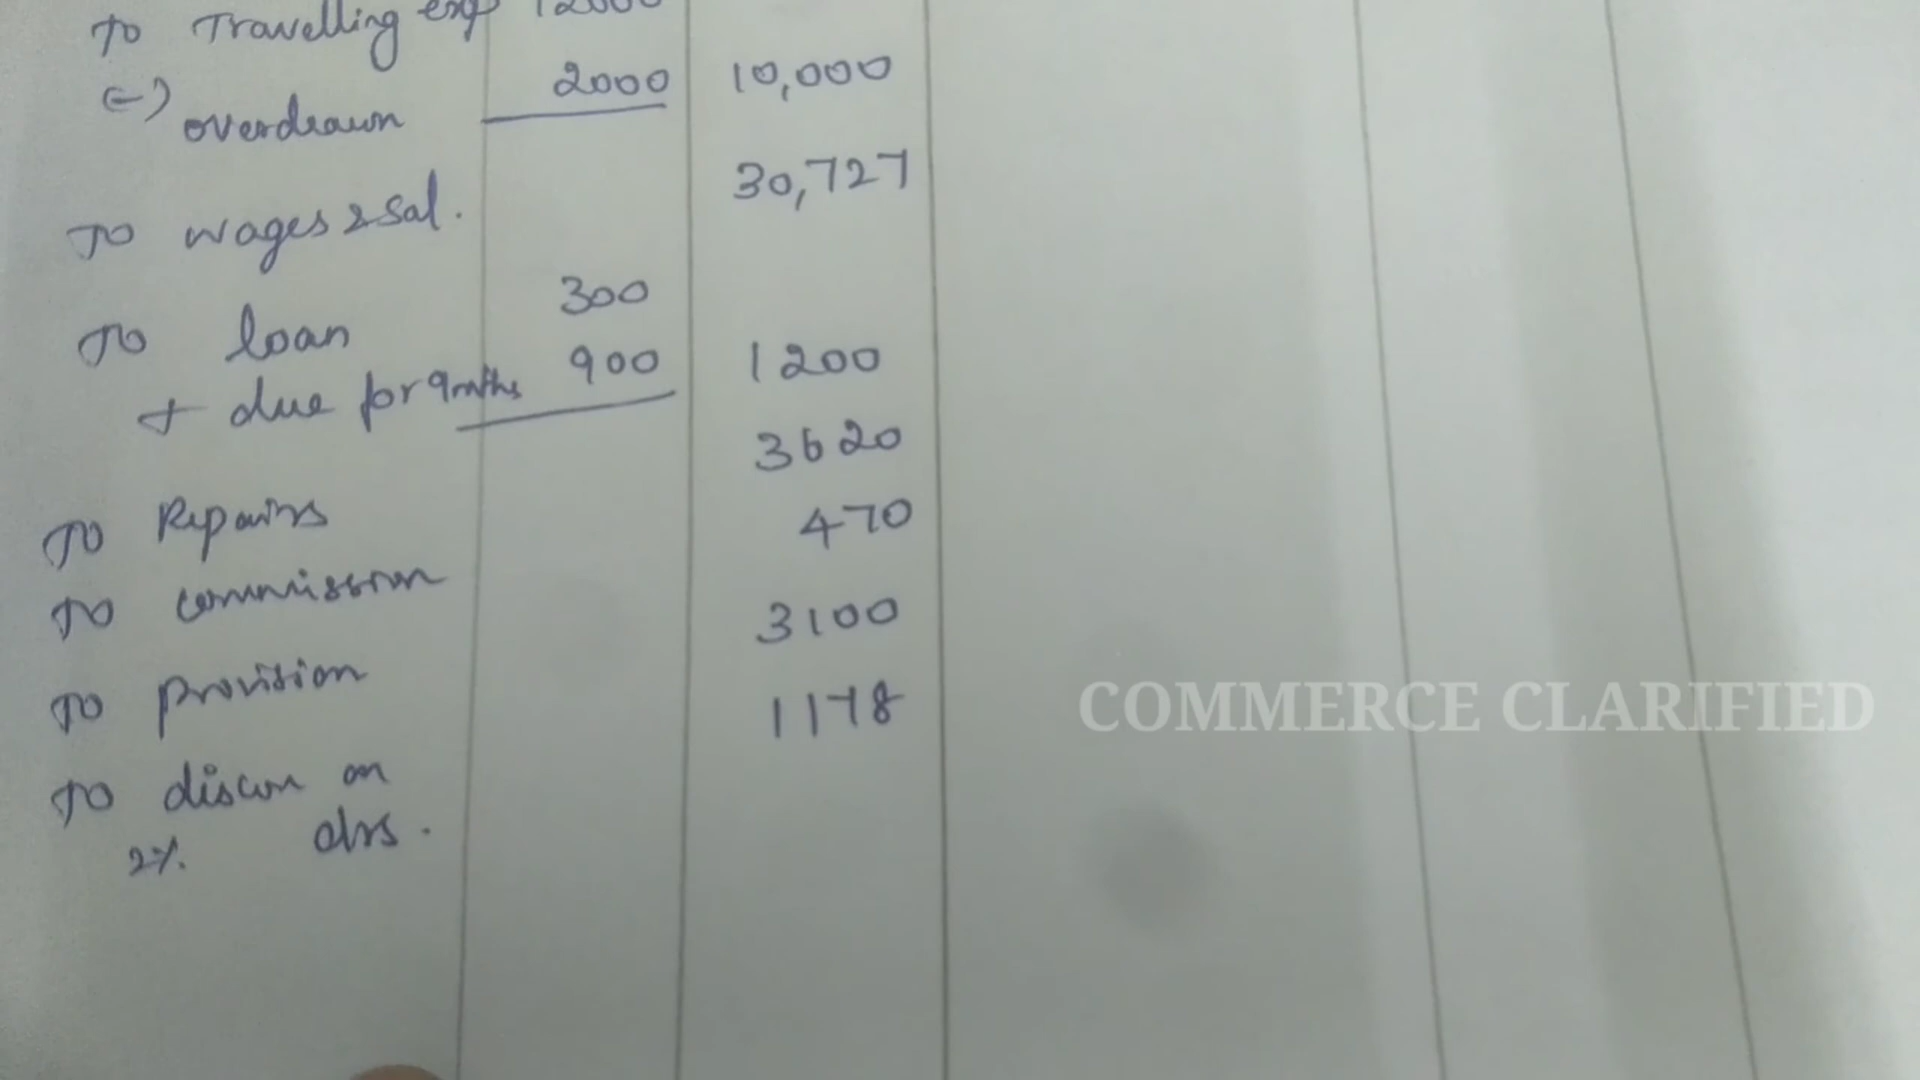 To Travelling exp 12000
(-) overdrawn 2000 10,000
To wages & Sal. 30,727
To loan 300
+ due for 9mths 900 1200
To Repairs 3620
To commission 470
To provision 3100
To discon on 1178
2% drs.
COMMERCE CLARIFIED